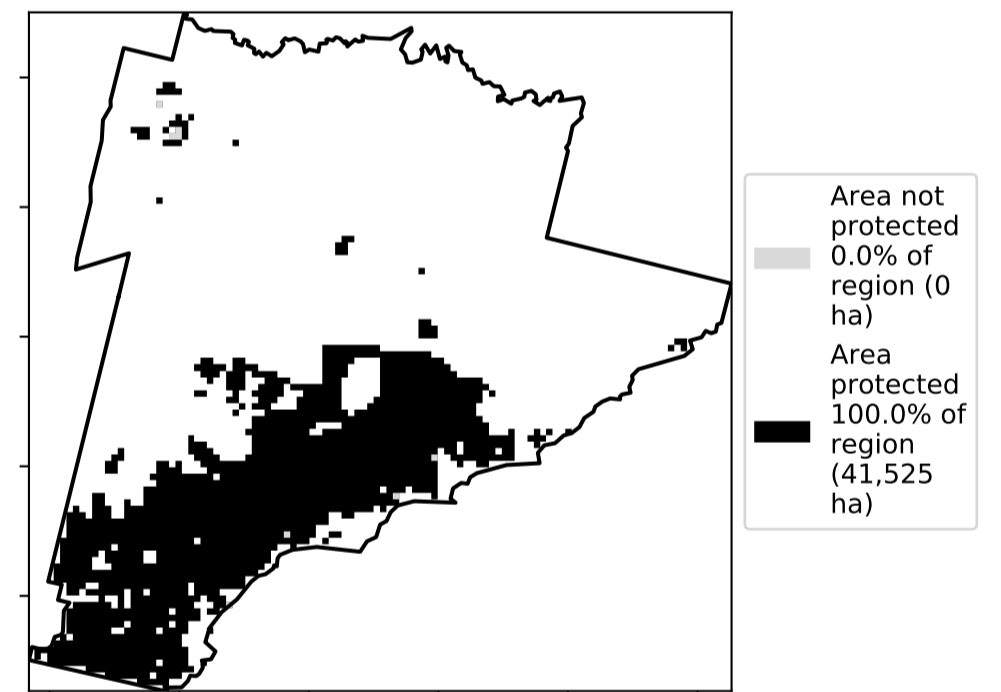 Area not
protected
0.0% of
region (0
ha)
Area
protected
100.0% of
region
(41,525
ha)